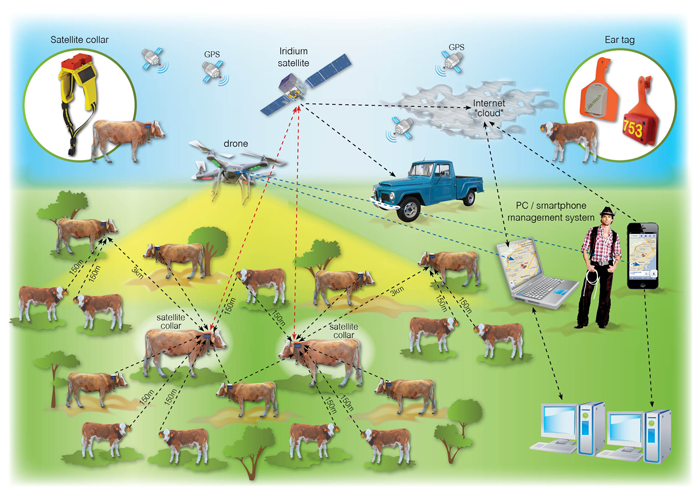 Satellite collar
GPS
Iridium
satellite
GPS
Ear tag
Internet
"cloud"
753
drone
PC / smartphone
management system
150m
150m
3km
150m
3km
150m
150m
satellite
collar
satellite
collar
150m
150m
150m
150m